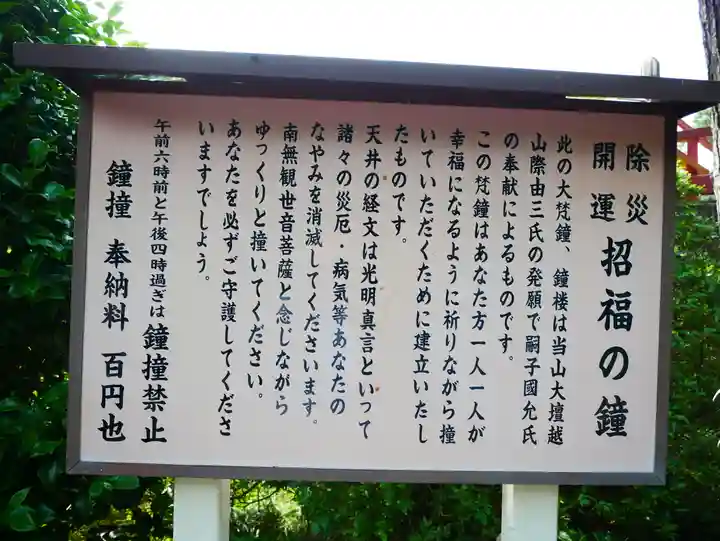 除災
開運 招福の鐘
此の大梵鐘、鐘楼は当山大壇越
山際由三氏の発願で嗣子國允氏
の奉献によるものです。
この梵鐘はあなた方一人一人が
幸福になるように祈りながら撞
いていただくために建立いたし
たものです。
天井の経文は光明真言といって
諸々の災厄・病気等あなたの
なやみを消滅してくださいます。
南無観世音菩薩と念じながら
ゆっくりと撞いてください。
あなたを必ずご守護してくださ
いますでしょう。
午前六時前と午後四時過ぎは鐘撞禁止
鐘撞 奉納料 百円也